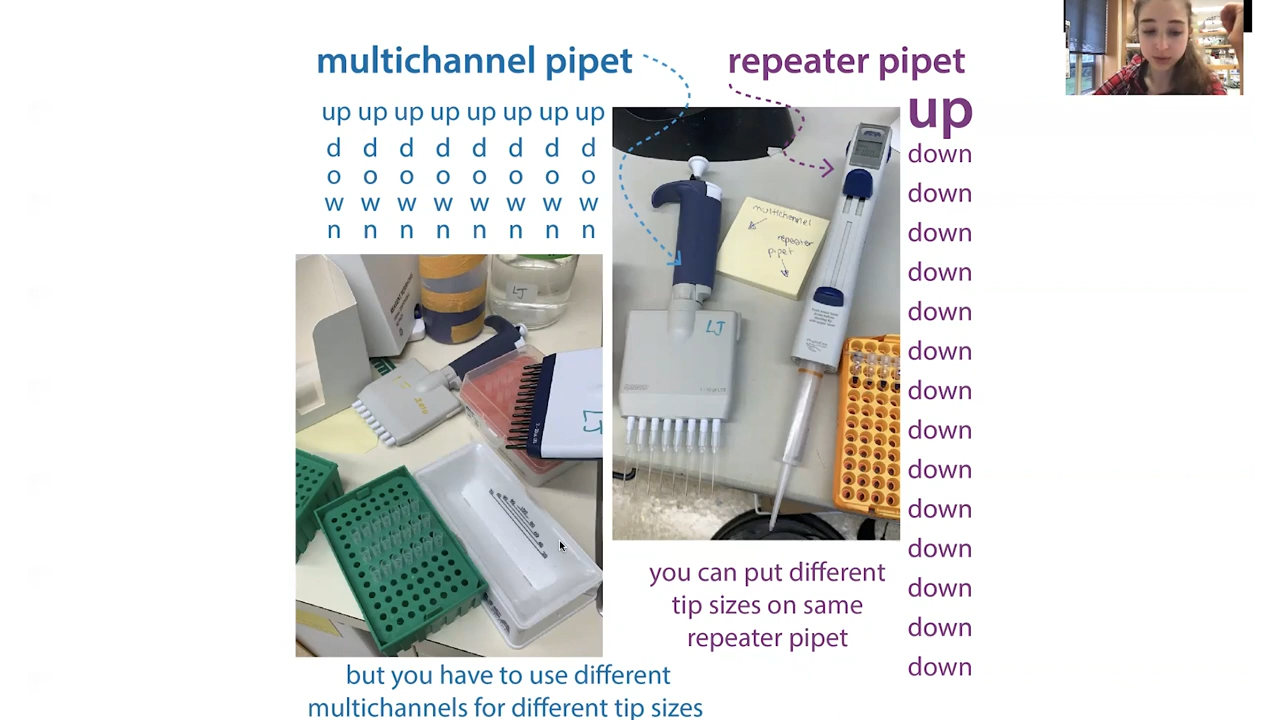 multichannel pipet
up up up up up up up up
d d d d d d d d
o o o o o o o o
w w w w w w w w
n n n n n n n n
but you have to use different
multichannels for different tip sizes
repeater pipet
up
down
down
down
down
down
down
down
down
down
down
down
down
down
down
multichannel
repeater
pipet
LJ
LJ
you can put different
tip sizes on same
repeater pipet